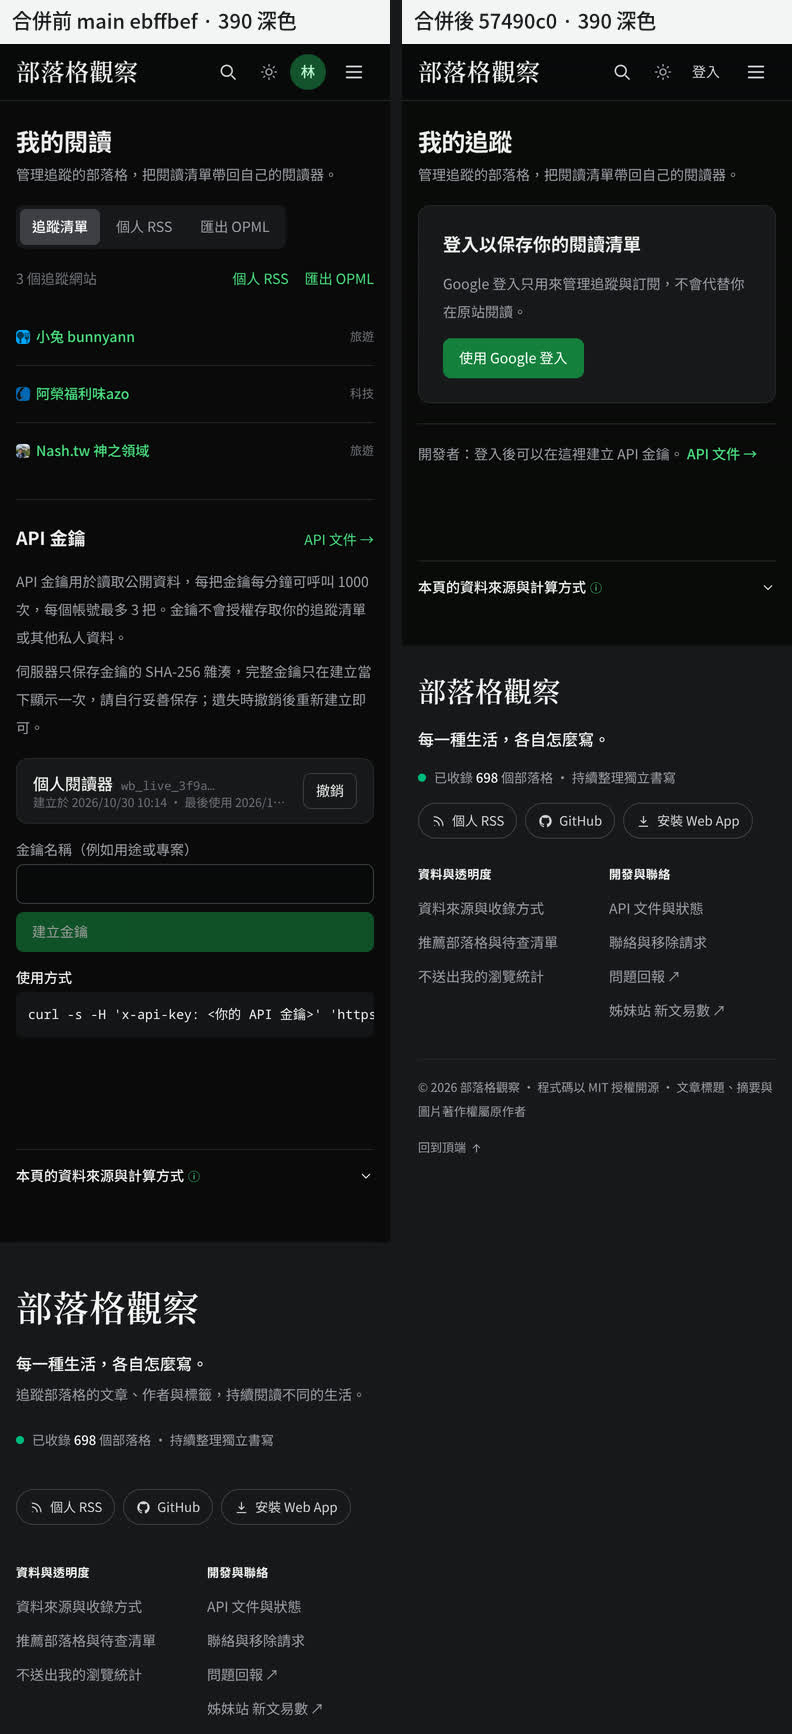 合併前 main ebffbef · 390 深色
部落格觀察
林
我的閱讀
管理追蹤的部落格，把閱讀清單帶回自己的閱讀器。
追蹤清單 個人 RSS 匯出 OPML
3 個追蹤網站 個人 RSS 匯出 OPML
小兔 bunnyann 旅遊
阿榮福利味azo 科技
Nash.tw 神之領域 旅遊
API 金鑰 API 文件 →
API 金鑰用於讀取公開資料，每把金鑰每分鐘可呼叫 1000
次，每個帳號最多 3 把。金鑰不會授權存取你的追蹤清單
或其他私人資料。
伺服器只保存金鑰的 SHA-256 雜湊，完整金鑰只在建立當
下顯示一次，請自行妥善保存；遺失時撤銷後重新建立即
可。
個人閱讀器 wb_live_3f9a…
建立於 2026/10/30 10:14 · 最後使用 2026/1…
撤銷
金鑰名稱（例如用途或專案）
建立金鑰
使用方式
curl -s -H 'x-api-key: <你的 API 金鑰>' 'https
本頁的資料來源與計算方式 ⓘ
部落格觀察
每一種生活，各自怎麼寫。
追蹤部落格的文章、作者與標籤，持續閱讀不同的生活。
已收錄 698 個部落格 · 持續整理獨立書寫
個人 RSS GitHub 安裝 Web App
資料與透明度 開發與聯絡
資料來源與收錄方式 API 文件與狀態
推薦部落格與待查清單 聯絡與移除請求
不送出我的瀏覽統計 問題回報 ↗
姊妹站 新文易數 ↗
合併後 57490c0 · 390 深色
部落格觀察 登入
我的追蹤
管理追蹤的部落格，把閱讀清單帶回自己的閱讀器。
登入以保存你的閱讀清單
Google 登入只用來管理追蹤與訂閱，不會代替你
在原站閱讀。
使用 Google 登入
開發者：登入後可以在這裡建立 API 金鑰。 API 文件 →
本頁的資料來源與計算方式 ⓘ
部落格觀察
每一種生活，各自怎麼寫。
已收錄 698 個部落格 · 持續整理獨立書寫
個人 RSS GitHub 安裝 Web App
資料與透明度 開發與聯絡
資料來源與收錄方式 API 文件與狀態
推薦部落格與待查清單 聯絡與移除請求
不送出我的瀏覽統計 問題回報 ↗
姊妹站 新文易數 ↗
© 2026 部落格觀察 · 程式碼以 MIT 授權開源 · 文章標題、摘要與
圖片著作權屬原作者
回到頂端 ↑